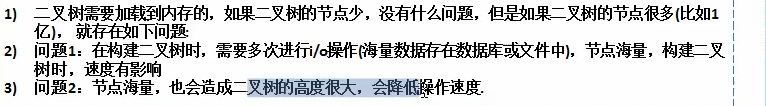 1) 二叉树需要加载到内存的，如果二叉树的节点少，没有什么问题，但是如果二叉树的节点很多(比如1
亿)，就存在如下问题:
2) 问题1：在构建二叉树时，需要多次进行i/o操作(海量数据存在数据库或文件中)，节点海量，构建二叉
树时，速度有影响
3) 问题2：节点海量，也会造成二叉树的高度很大，会降低操作速度.